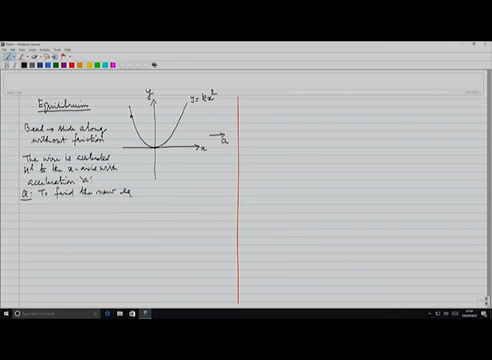 Equilibrium
y
y = kx²
Bead → slide along
without friction
x
a
The wire is accelerated
to the x-axis with
acceleration 'a'.
Q: To find the new eq